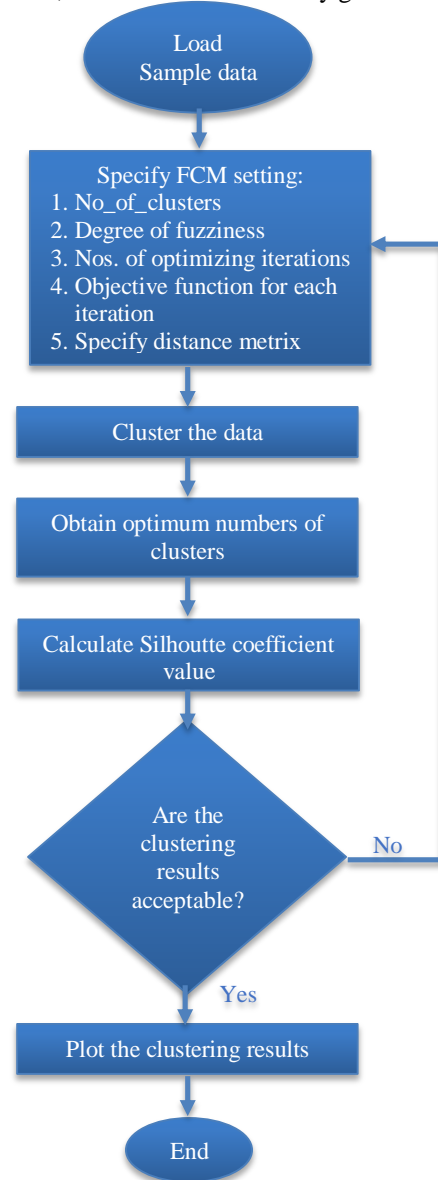 Load
Sample data
Specify FCM setting:
1. No_of_clusters
2. Degree of fuzziness
3. Nos. of optimizing iterations
4. Objective function for each
iteration
5. Specify distance metrix
Cluster the data
Obtain optimum numbers of
clusters
Calculate Silhoutte coefficient
value
Are the
clustering
results
acceptable?
No
Yes
Plot the clustering results
End